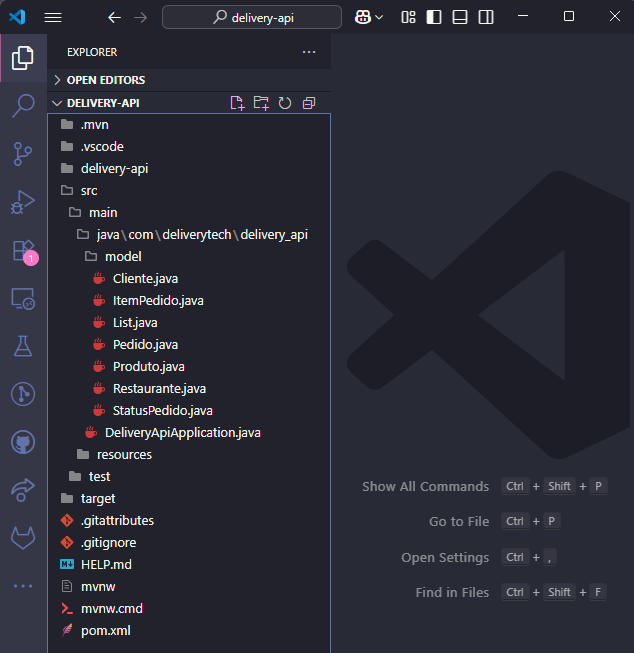 delivery-api
EXPLORER
OPEN EDITORS
DELIVERY-API
.mvn
.vscode
delivery-api
src
main
java\com\deliverytech\delivery_api
model
Cliente.java
ItemPedido.java
List.java
Pedido.java
Produto.java
Restaurante.java
StatusPedido.java
DeliveryApiApplication.java
resources
test
target
.gitattributes
.gitignore
HELP.md
mvnw
mvnw.cmd
pom.xml
1
Show All Commands Ctrl + Shift + P
Go to File Ctrl + P
Open Settings Ctrl + ,
Find in Files Ctrl + Shift + F